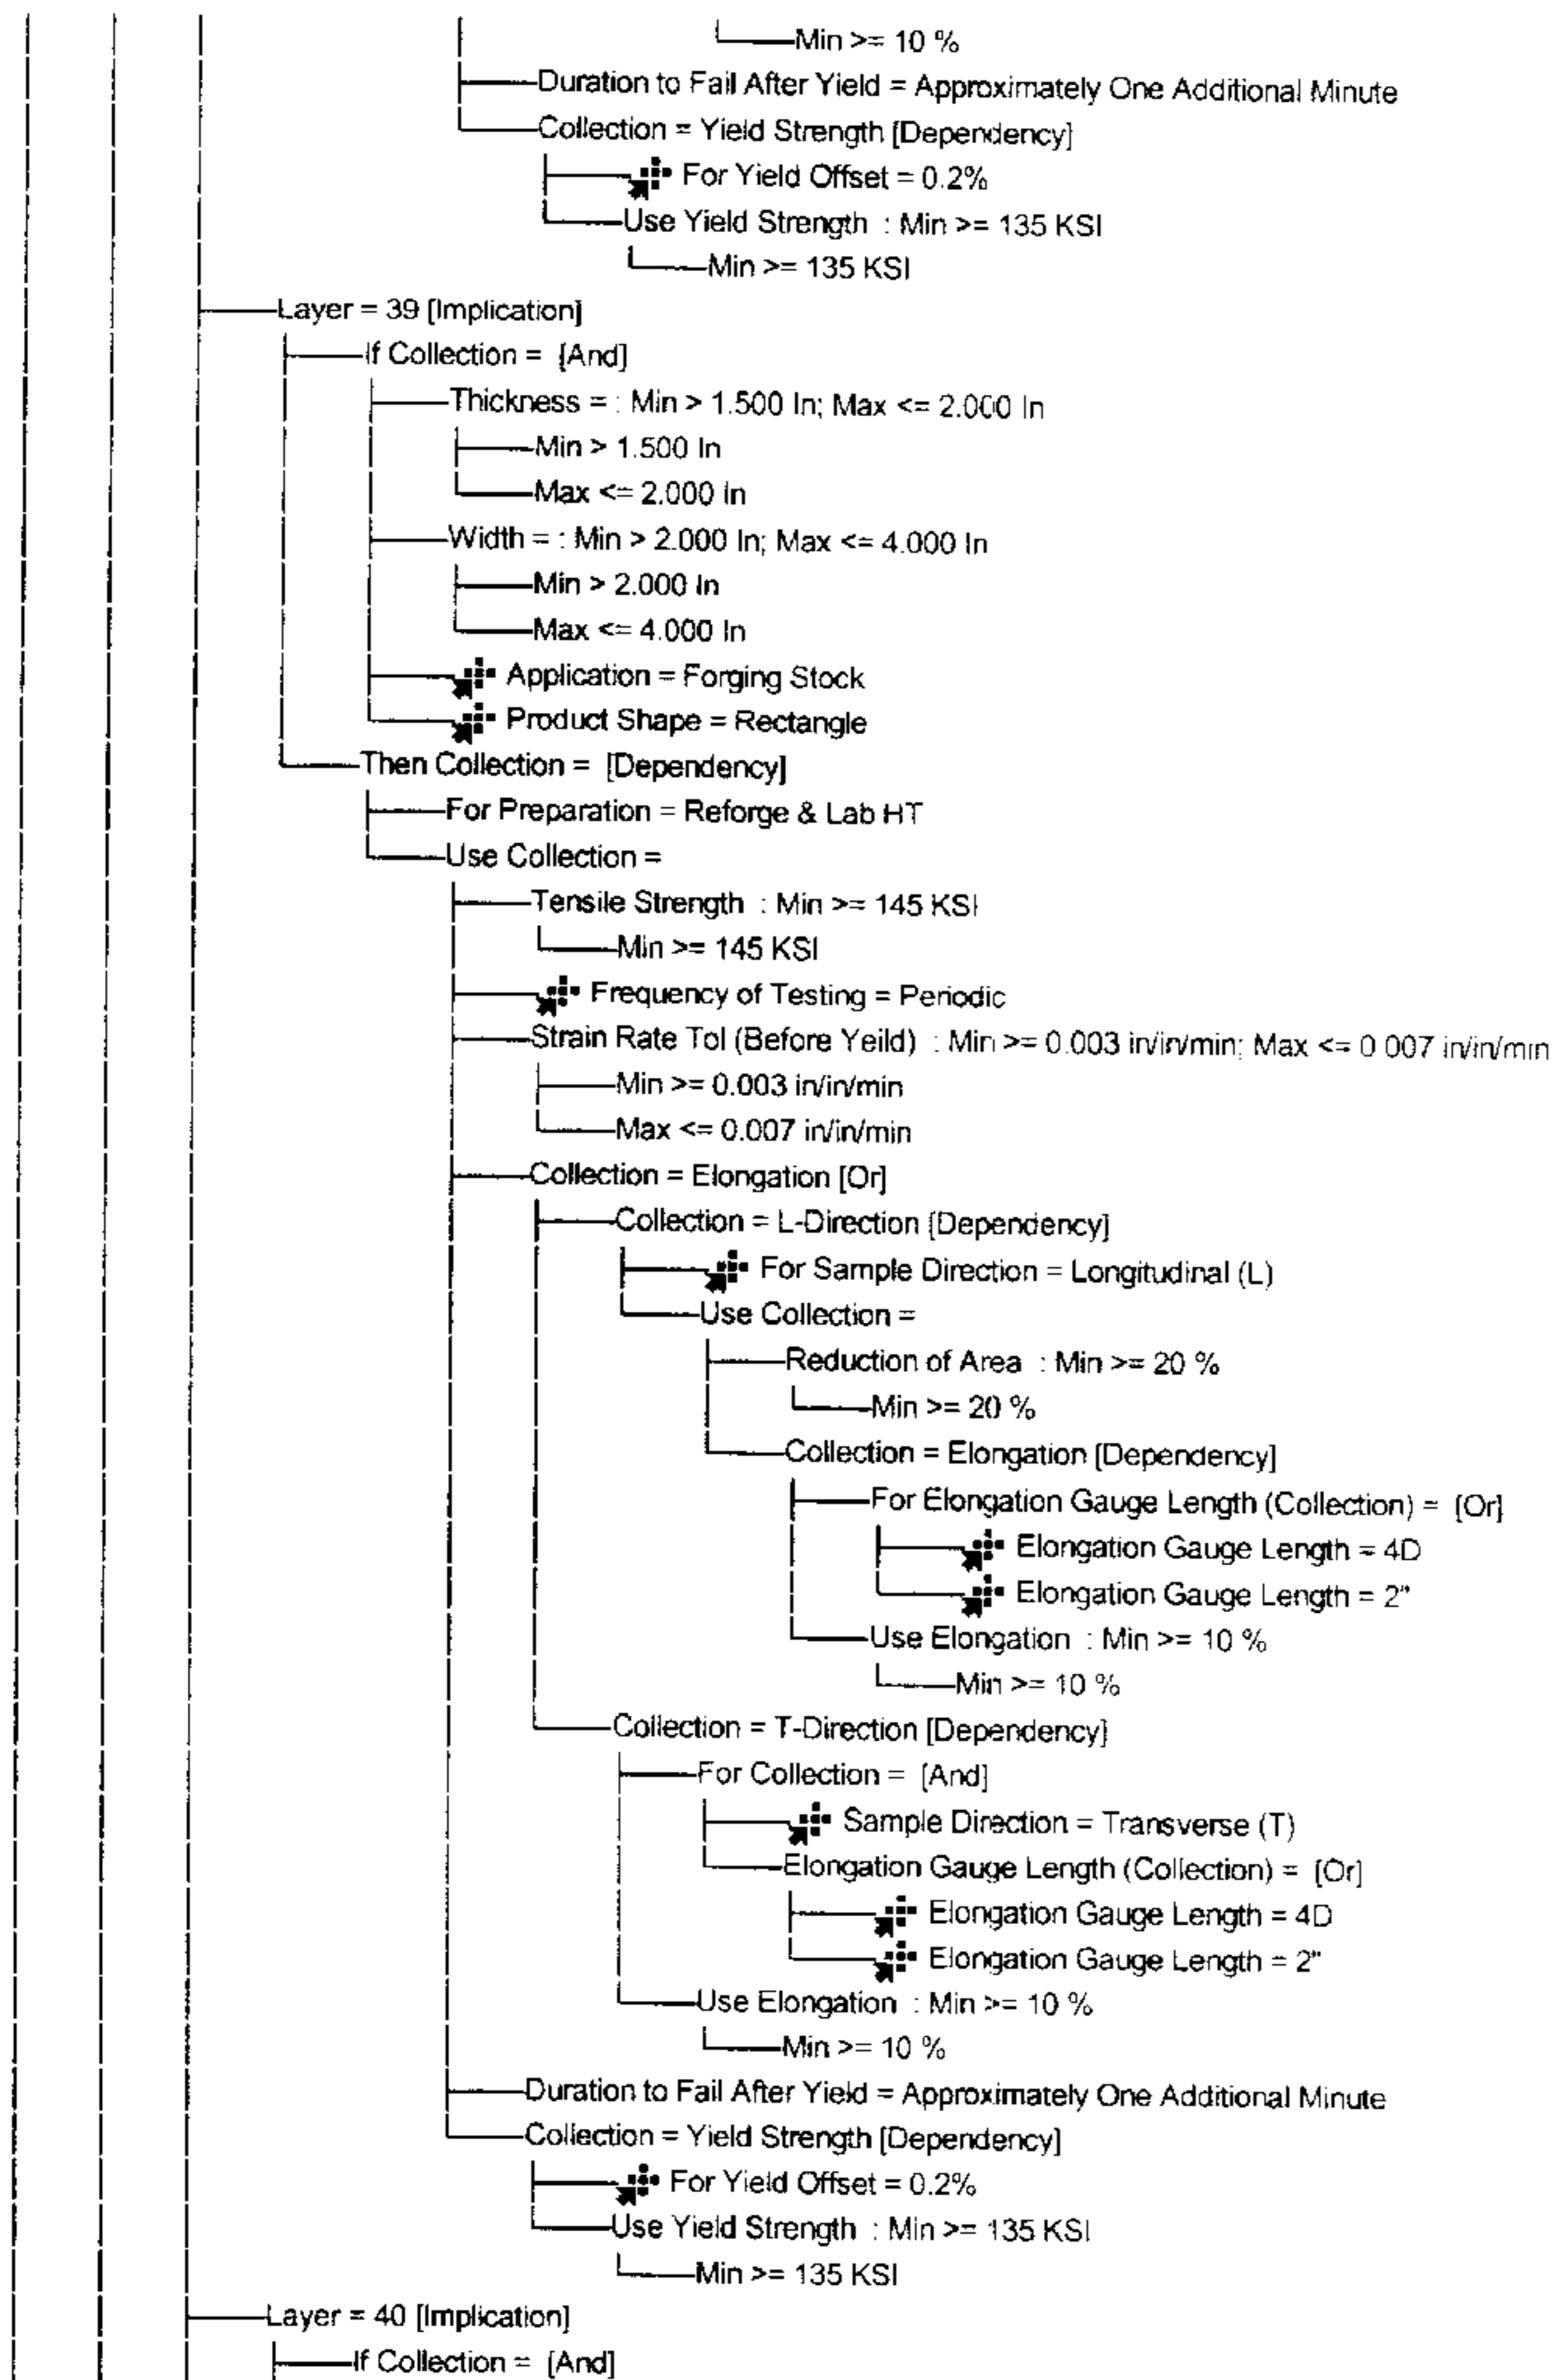 Min >= 10 %
Duration to Fail After Yield = Approximately One Additional Minute
Collection = Yield Strength [Dependency]
For Yield Offset = 0.2%
Use Yield Strength : Min >= 135 KSI
Min >= 135 KSI
Layer = 39 [Implication]
If Collection = [And]
Thickness = : Min > 1.500 In; Max <= 2.000 In
Min > 1.500 In
Max <= 2.000 In
Width = : Min > 2.000 In; Max <= 4.000 In
Min > 2.000 In
Max <= 4.000 In
Application = Forging Stock
Product Shape = Rectangle
Then Collection = [Dependency]
For Preparation = Reforge & Lab HT
Use Collection =
Tensile Strength : Min >= 145 KSI
Min >= 145 KSI
Frequency of Testing = Periodic
Strain Rate Tol (Before Yeild) : Min >= 0.003 in/in/min; Max <= 0.007 in/in/min
Min >= 0.003 in/in/min
Max <= 0.007 in/in/min
Collection = Elongation [Or]
Collection = L-Direction [Dependency]
For Sample Direction = Longitudinal (L)
Use Collection =
Reduction of Area : Min >= 20 %
Min >= 20 %
Collection = Elongation [Dependency]
For Elongation Gauge Length (Collection) = [Or]
Elongation Gauge Length = 4D
Elongation Gauge Length = 2"
Use Elongation : Min >= 10 %
Min >= 10 %
Collection = T-Direction [Dependency]
For Collection = [And]
Sample Direction = Transverse (T)
Elongation Gauge Length (Collection) = [Or]
Elongation Gauge Length = 4D
Elongation Gauge Length = 2"
Use Elongation : Min >= 10 %
Min >= 10 %
Duration to Fail After Yield = Approximately One Additional Minute
Collection = Yield Strength [Dependency]
For Yield Offset = 0.2%
Use Yield Strength : Min >= 135 KSI
Min >= 135 KSI
Layer = 40 [Implication]
If Collection = [And]